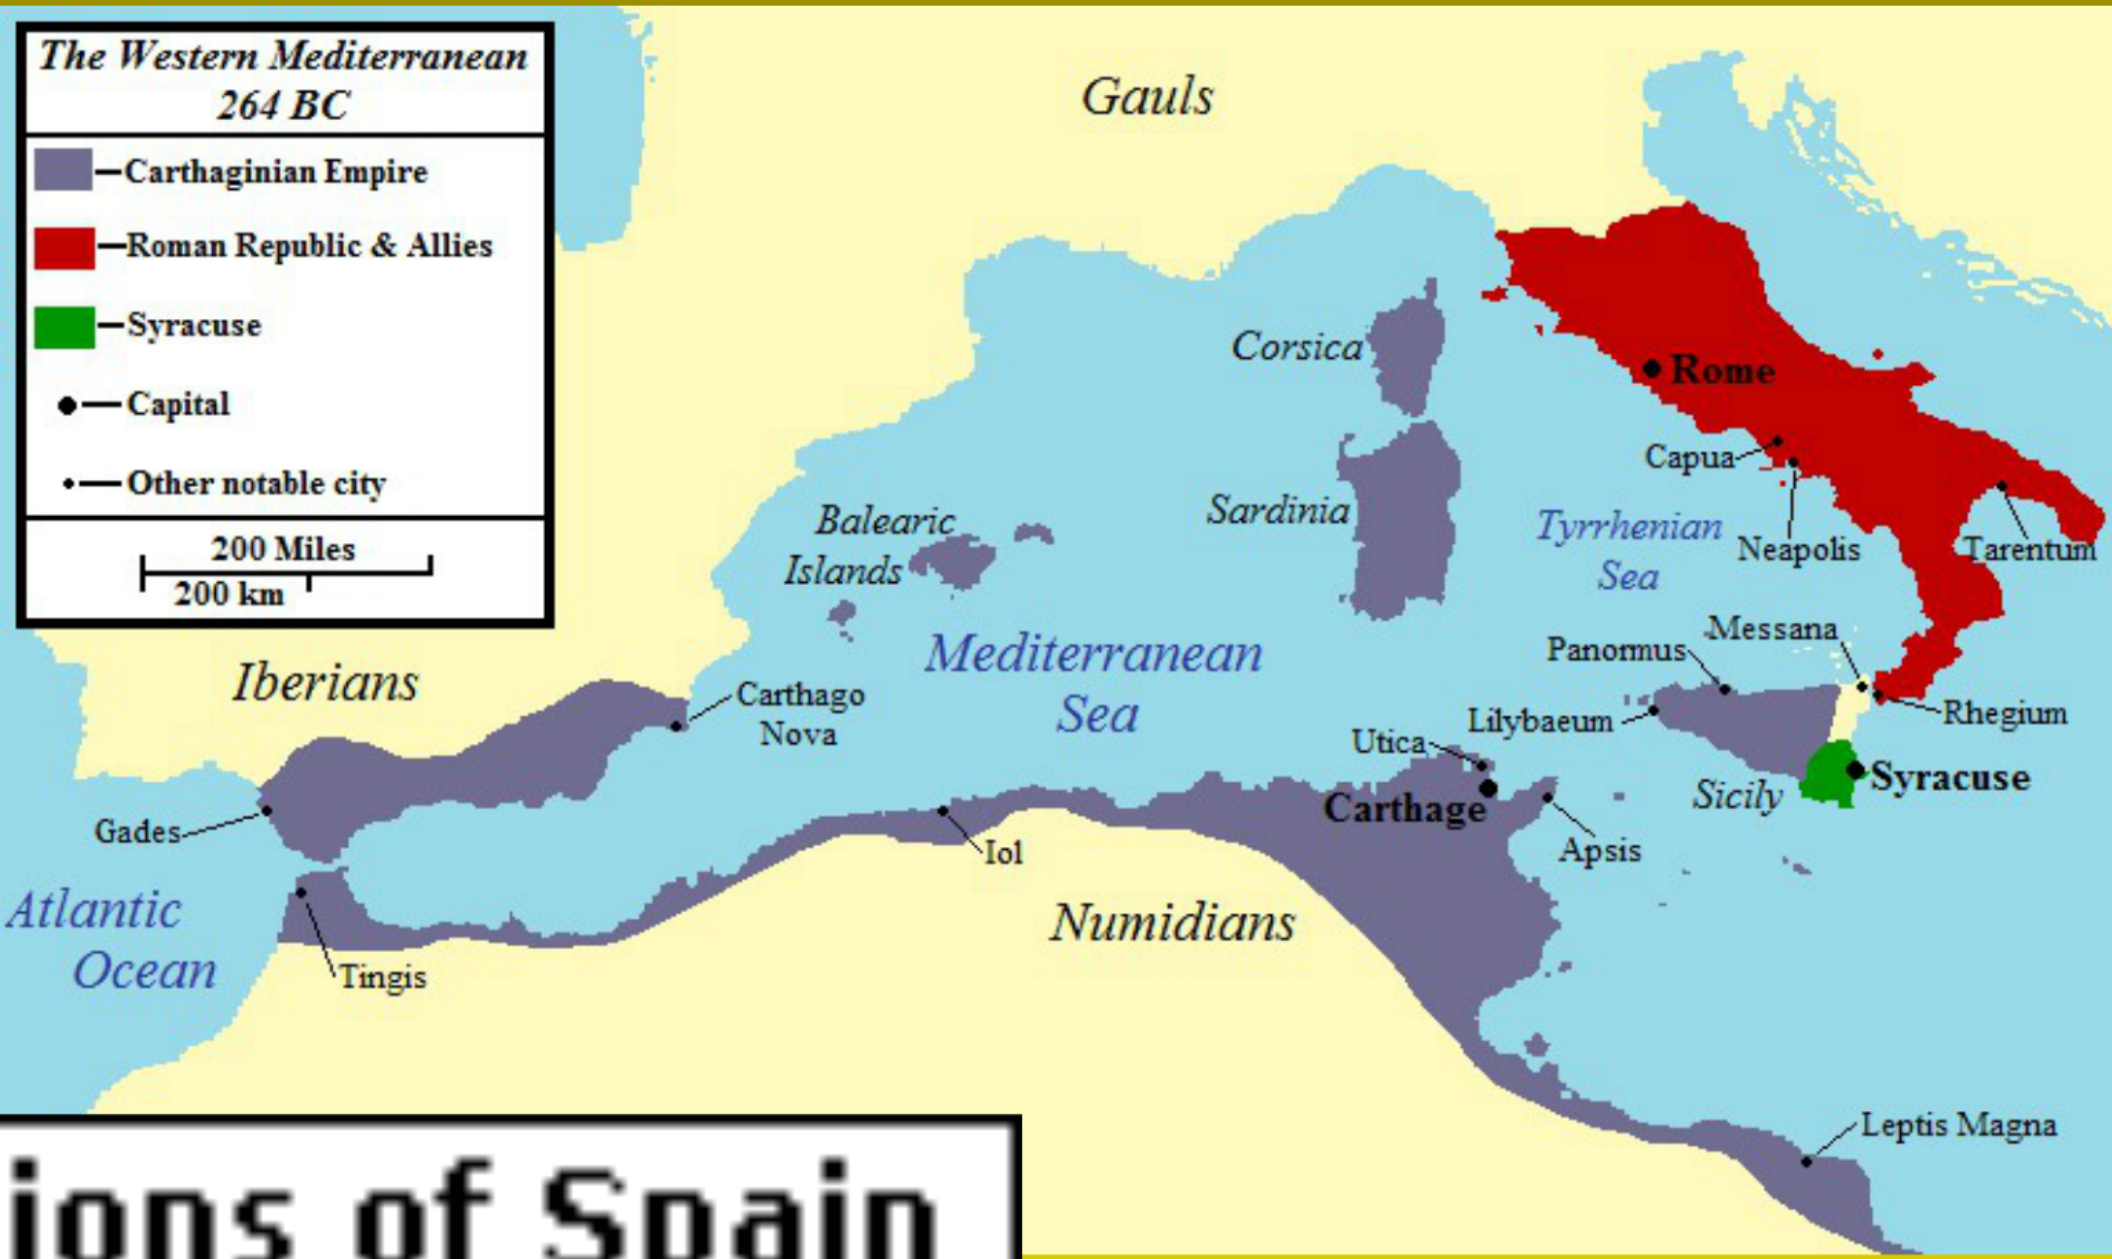 The Western Mediterranean
264 BC
Carthaginian Empire
Roman Republic & Allies
Syracuse
Capital
Other notable city
200 Miles
200 km
Gauls
Corsica
Rome
Capua
Sardinia
Tyrrhenian
Sea
Neapolis
Tarentum
Balearic
Islands
Mediterranean
Sea
Messana
Panormus
Iberians
Carthago
Nova
Lilybaeum
Rhegium
Utica
Syracuse
Sicily
Carthage
Gades
Iol
Apsis
Atlantic
Ocean
Numidians
Tingis
Leptis Magna
ions of Spain